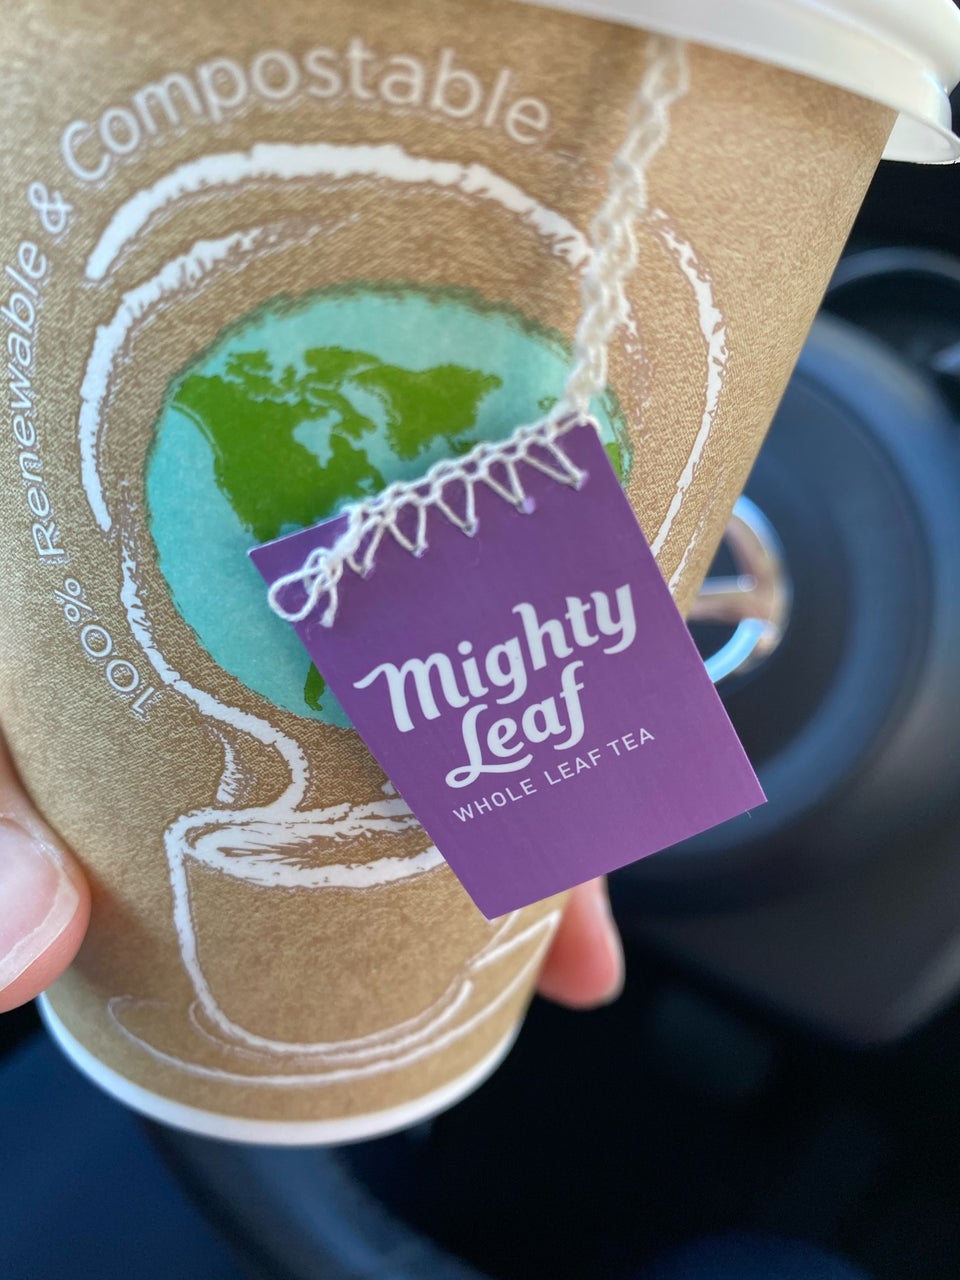 100% Renewable & Compostable
Mighty
Leaf
WHOLE LEAF TEA